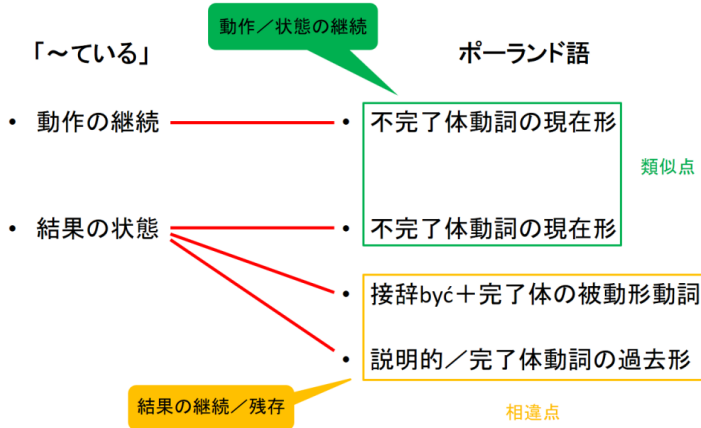 動作／状態の継続
「～ている」
ポーランド語
• 動作の継続
• 不完了体動詞の現在形
類似点
• 結果の状態
• 不完了体動詞の現在形
• 接辞być＋完了体の被動形動詞
• 説明的／完了体動詞の過去形
結果の継続／残存
相違点